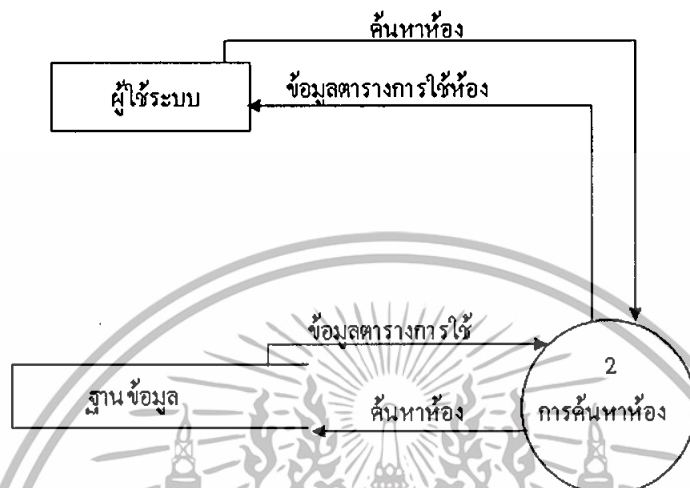 ค้นหาห้อง
ผู้ใช้ระบบ
ข้อมูลตารางการใช้ห้อง
ข้อมูลตารางการใช้
2
ฐานข้อมูล
ค้นหาห้อง
การค้นหาห้อง